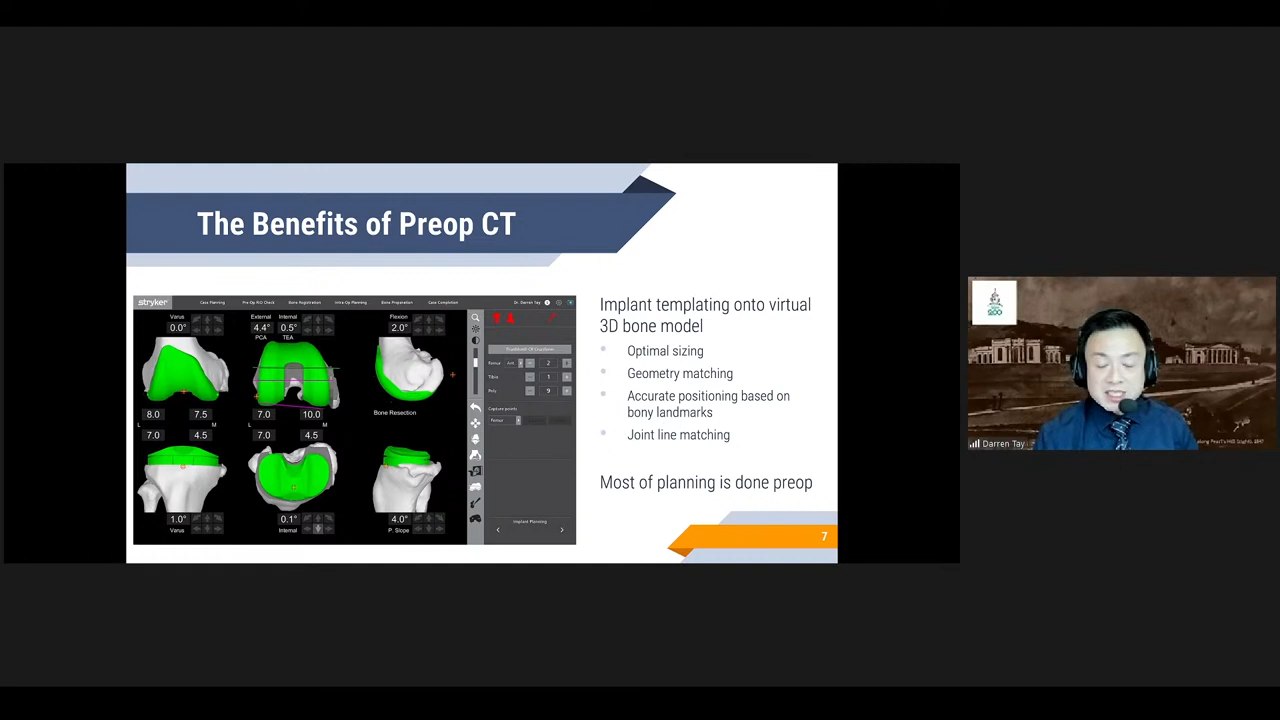 The Benefits of Preop CT
stryker
Case Planning
Pre-Op RIO Check
Bone Registration
Intra-Op Planning
Bone Preparation
Case Completion
Dr. Darren Tay
Varus
0.0°
External
4.4°
PCA
Internal
0.5°
TEA
Flexion
2.0°
8.0
7.5
7.0
10.0
Bone Resection
L
M
L
M
7.0
4.5
7.0
4.5
1.0°
Varus
0.1°
Internal
4.0°
P. Slope
Femur
2
Tibia
1
Poly
9
Capture points
Femur
Implant Planning
Implant templating onto virtual
3D bone model
Optimal sizing
Geometry matching
Accurate positioning based on
bony landmarks
Joint line matching
Most of planning is done preop
7
Darren Tay